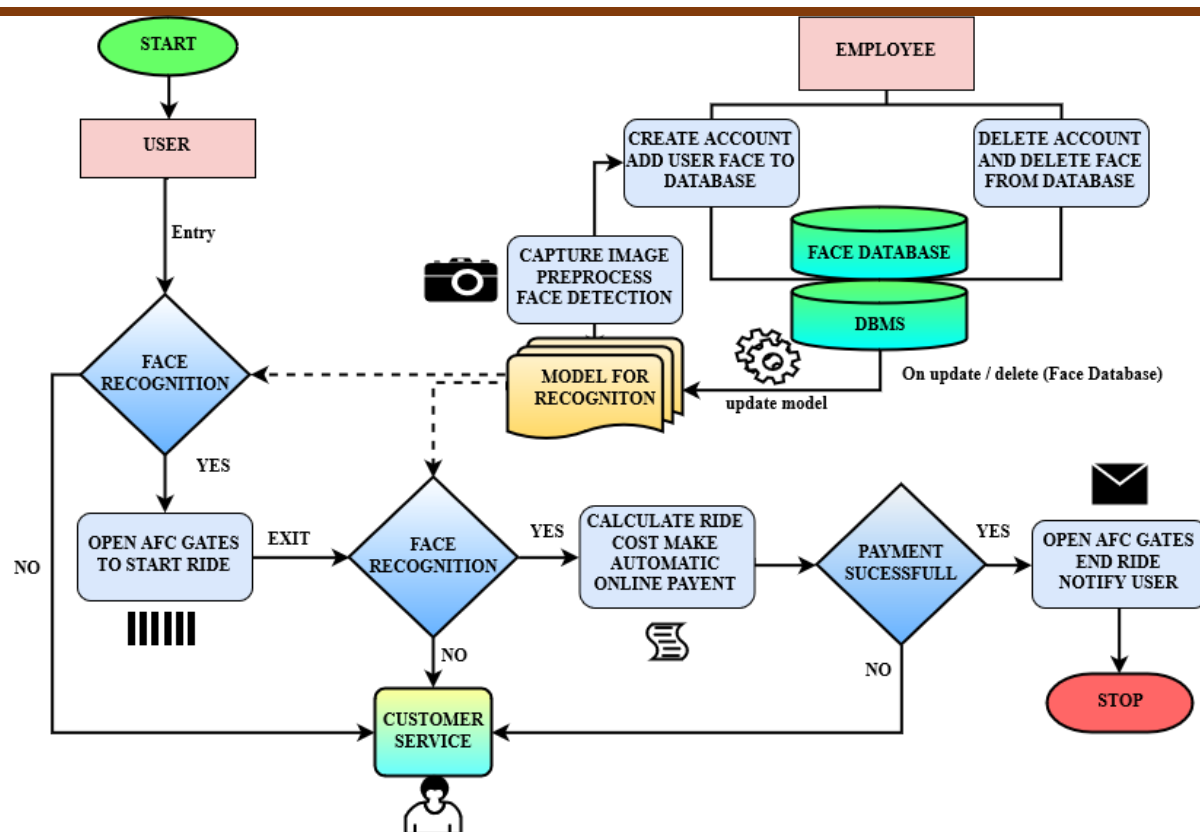 START
EMPLOYEE
USER
CREATE ACCOUNT
ADD USER FACE TO
DATABASE
DELETE ACCOUNT
AND DELETE FACE
FROM DATABASE
Entry
CAPTURE IMAGE
PREPROCESS
FACE DETECTION
FACE DATABASE
DBMS
FACE
RECOGNITION
MODEL FOR
RECOGNITON
On update / delete (Face Database)
update model
YES
NO
OPEN AFC GATES
TO START RIDE
EXIT
FACE
RECOGNITION
YES
CALCULATE RIDE
COST MAKE
AUTOMATIC
ONLINE PAYENT
PAYMENT
SUCESSFULL
YES
OPEN AFC GATES
END RIDE
NOTIFY USER
NO
NO
CUSTOMER
SERVICE
STOP